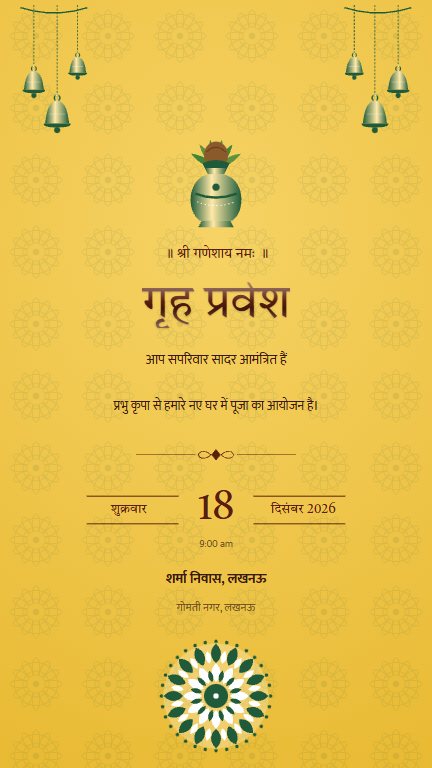 ॥ श्री गणेशाय नमः ॥
गृह प्रवेश
आप सपरिवार सादर आमंत्रित हैं
प्रभु कृपा से हमारे नए घर में पूजा का आयोजन है।
शुक्रवार 18 दिसंबर 2026
9:00 am
शर्मा निवास, लखनऊ
गोमती नगर, लखनऊ